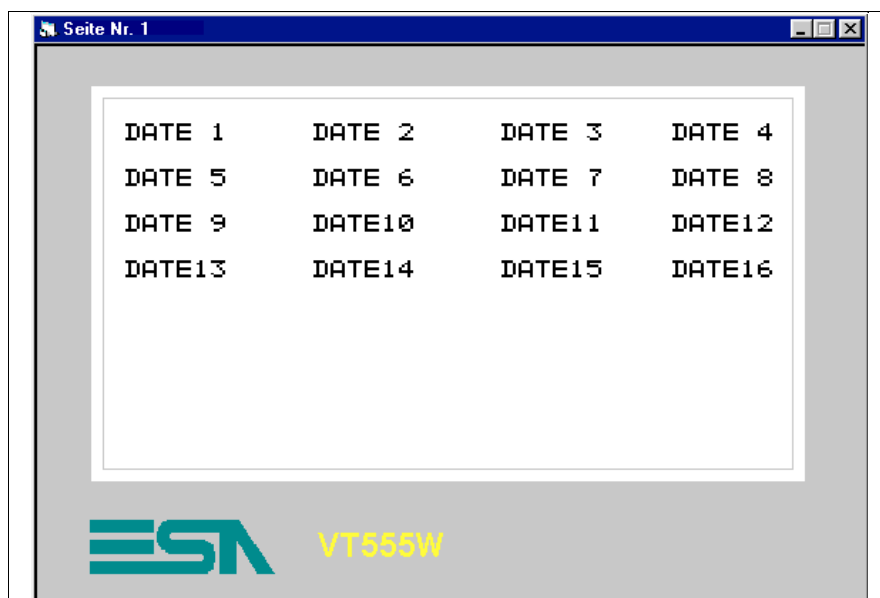 Seite Nr. 1
DATE 1 DATE 2 DATE 3 DATE 4
DATE 5 DATE 6 DATE 7 DATE 8
DATE 9 DATE10 DATE11 DATE12
DATE13 DATE14 DATE15 DATE16
ESA VT555W